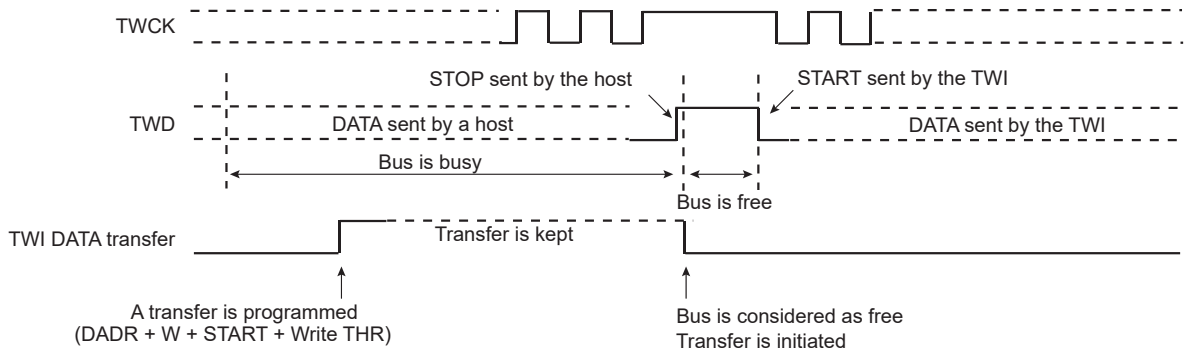 TWCK
STOP sent by the host
START sent by the TWI
TWD
DATA sent by a host
DATA sent by the TWI
Bus is busy
Bus is free
TWI DATA transfer
Transfer is kept
A transfer is programmed
(DADR + W + START + Write THR)
Bus is considered as free
Transfer is initiated